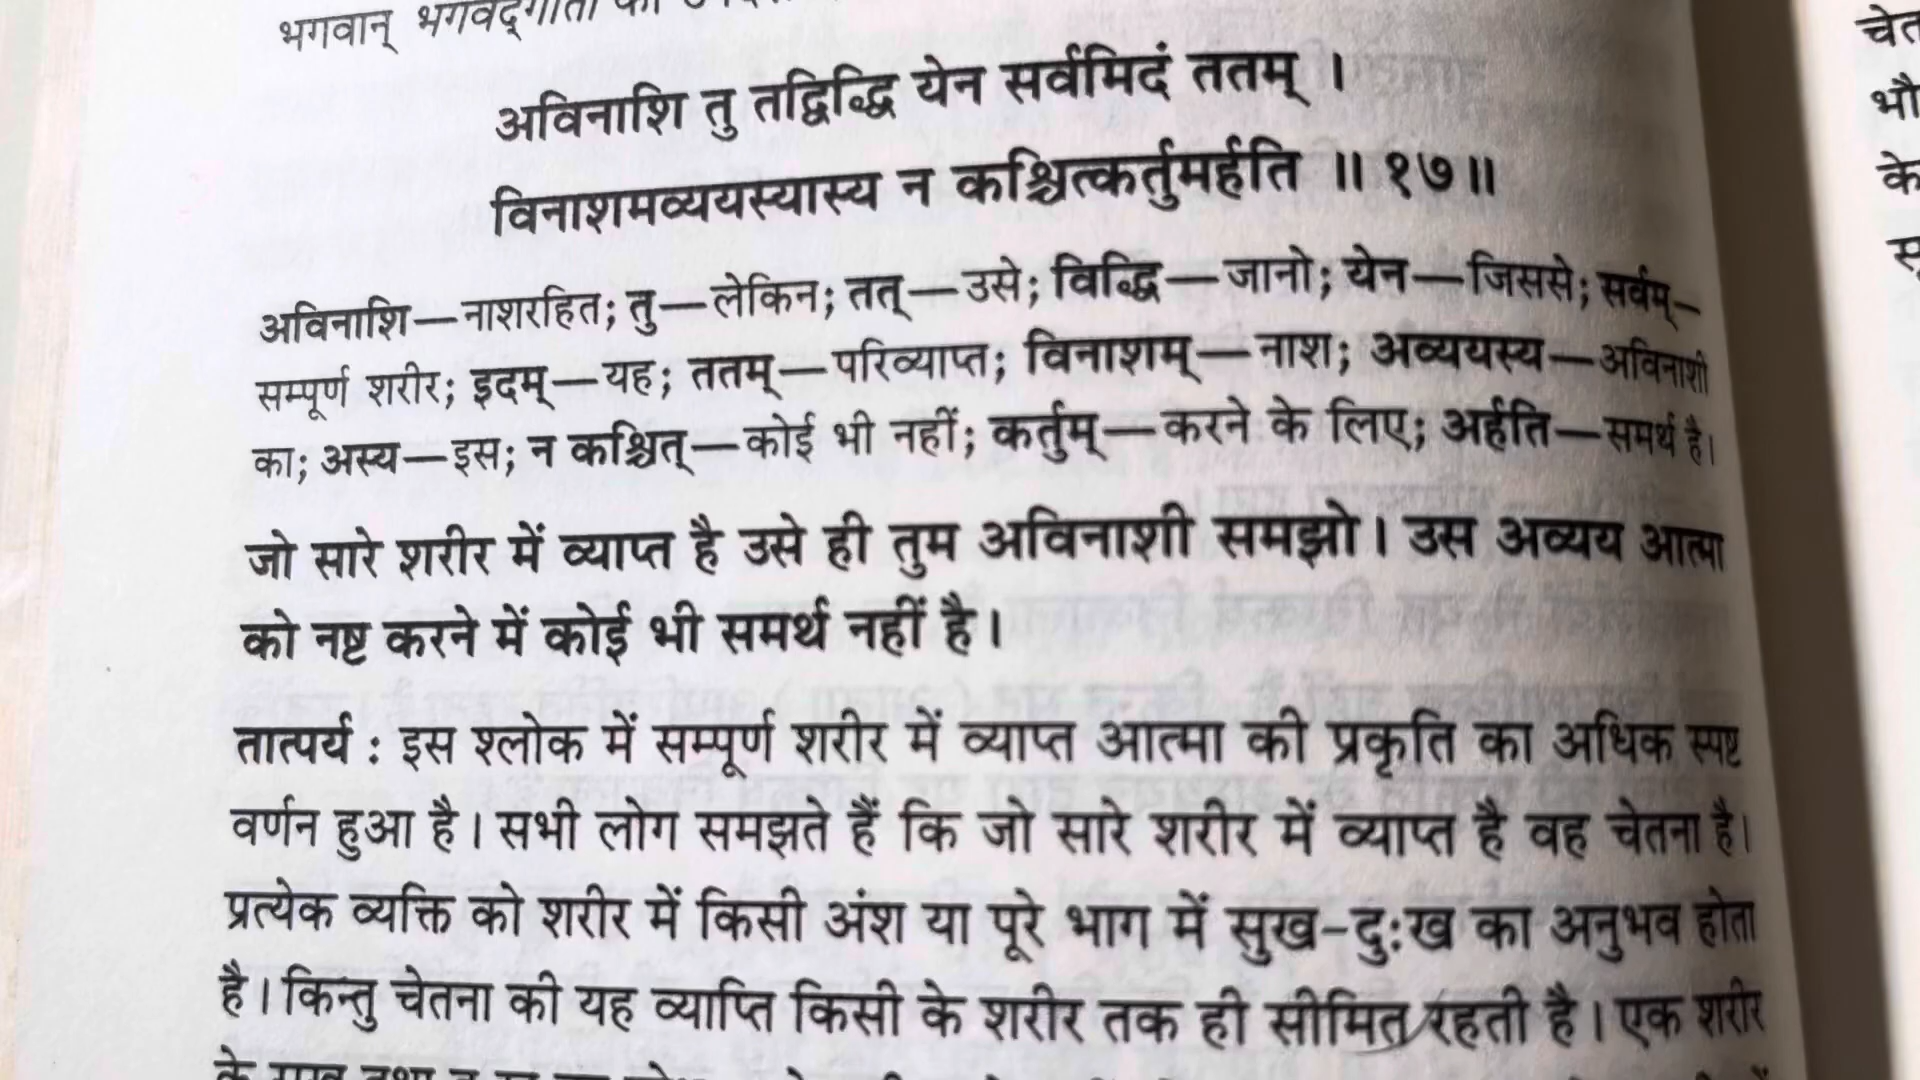 भगवान् भगवद्गीता का
अविनाशि तु तद्विद्धि येन सर्वमिदं ततम् ।
विनाशमव्ययस्यास्य न कश्चित्कर्तुमर्हति ॥ १७॥
अविनाशि—नाशरहित; तु—लेकिन; तत्—उसे; विद्धि—जानो; येन—जिससे; सर्वम्—
सम्पूर्ण शरीर; इदम्—यह; ततम्—परिव्याप्त; विनाशम्—नाश; अव्ययस्य—अविनाशी
का; अस्य—इस; न कश्चित्—कोई भी नहीं; कर्तुम्—करने के लिए; अर्हति—समर्थ है।
जो सारे शरीर में व्याप्त है उसे ही तुम अविनाशी समझो। उस अव्यय आत्मा
को नष्ट करने में कोई भी समर्थ नहीं है।
तात्पर्य : इस श्लोक में सम्पूर्ण शरीर में व्याप्त आत्मा की प्रकृति का अधिक स्पष्ट
वर्णन हुआ है। सभी लोग समझते हैं कि जो सारे शरीर में व्याप्त है वह चेतना है।
प्रत्येक व्यक्ति को शरीर में किसी अंश या पूरे भाग में सुख-दुःख का अनुभव होता
है। किन्तु चेतना की यह व्याप्ति किसी के शरीर तक ही सीमित रहती है। एक शरीर
के
भौ
के